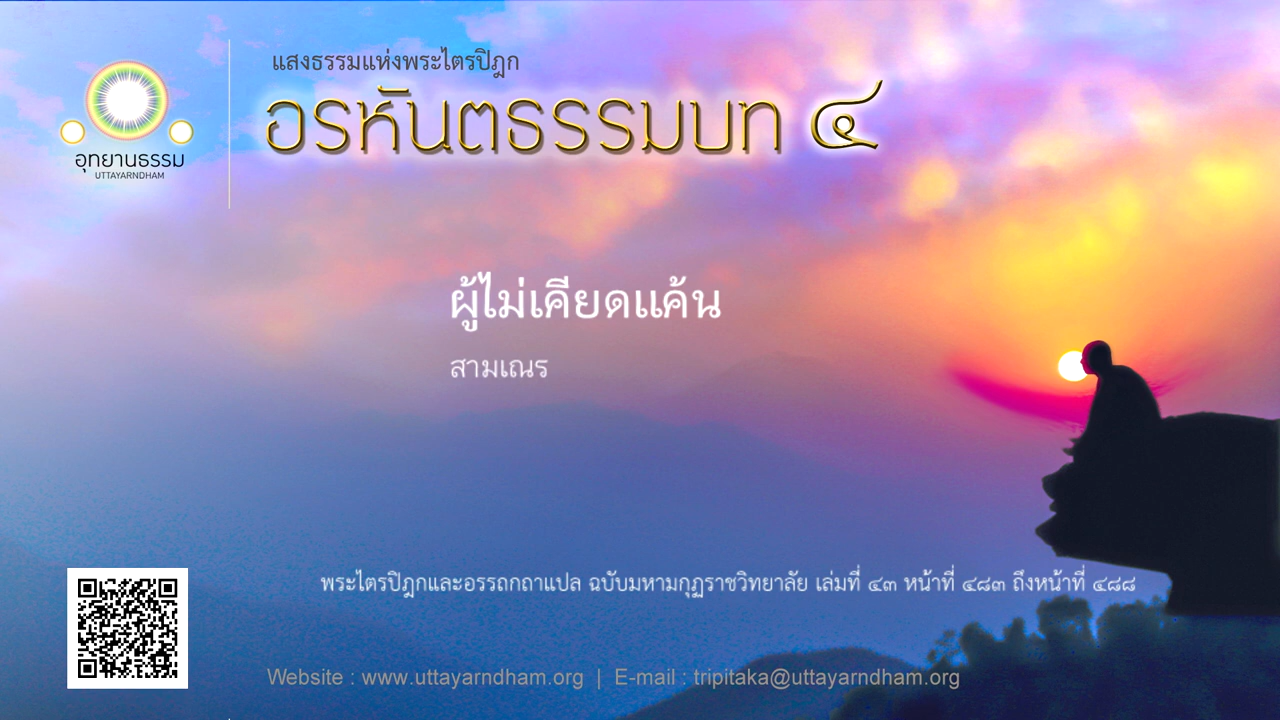 แสงธรรมแห่งพระไตรปิฎก
อรหันตธรรมบท ๔
อุทยานธรรม
UTTAYARNDHAM
ผู้ไม่เคียดแค้น
สามเณร
พระไตรปิฎกและอรรถกถาแปล ฉบับมหามกุฏราชวิทยาลัย เล่มที่ ๔๓ หน้าที่ ๔๘๓ ถึงหน้าที่ ๔๘๘
Website : www.uttayarndham.org | E-mail : tripitaka@uttayarndham.org